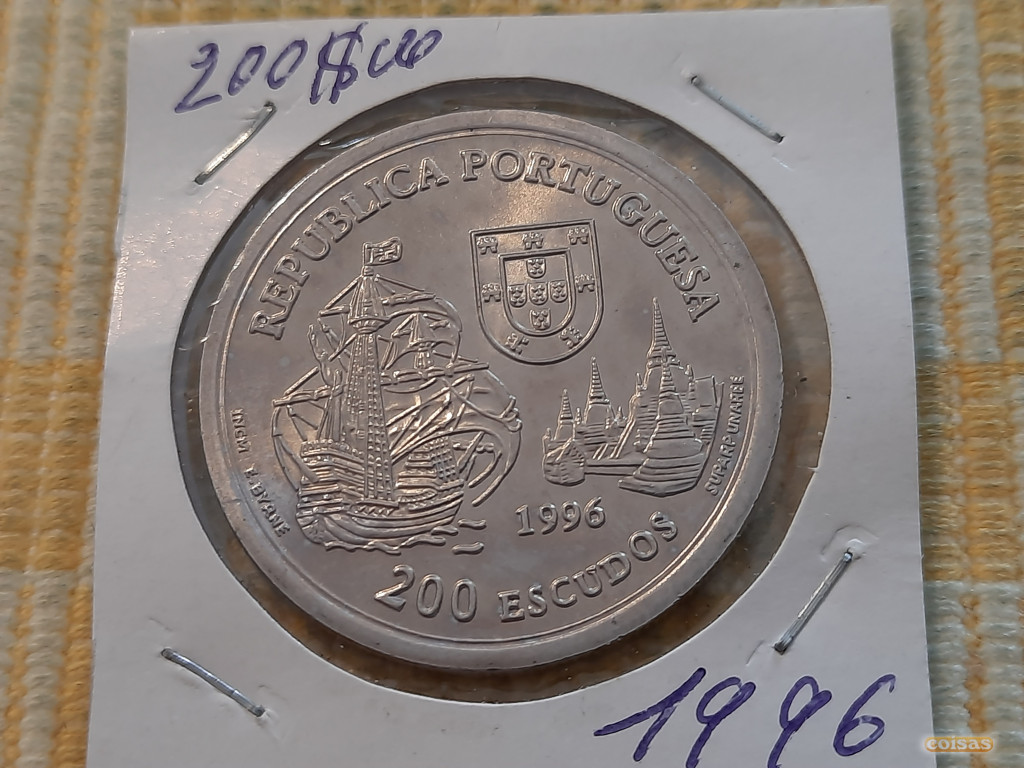 200$00
REPUBLICA PORTUGUESA
1996
200 ESCUDOS
1996
coisas